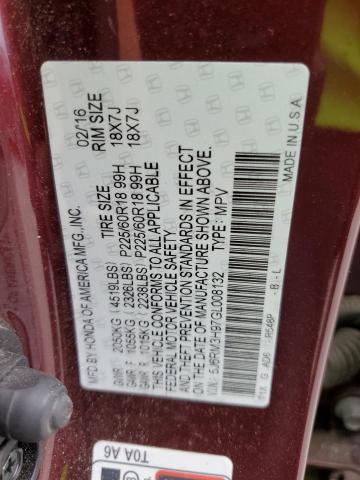 MFD BY HONDA OF AMERICA MFG., INC. 02/16
TIRE SIZE RIM SIZE
GVWR 2050KG (4519LBS)
GAWR F 1055KG (2326LBS) P225/60R18 99H 18X7J
GAWR R 1015KG (2238LBS) P225/60R18 99H 18X7J
THIS VEHICLE CONFORMS TO ALL APPLICABLE
FEDERAL MOTOR VEHICLE SAFETY
AND THEFT PREVENTION STANDARDS IN EFFECT
ON THE DATE OF MANUFACTURE SHOWN ABOVE.
V.I.N.: 5J6RM3H97GL008132 TYPE: MPV
MADE IN U.S.A
R548P - B - L
T0A A6